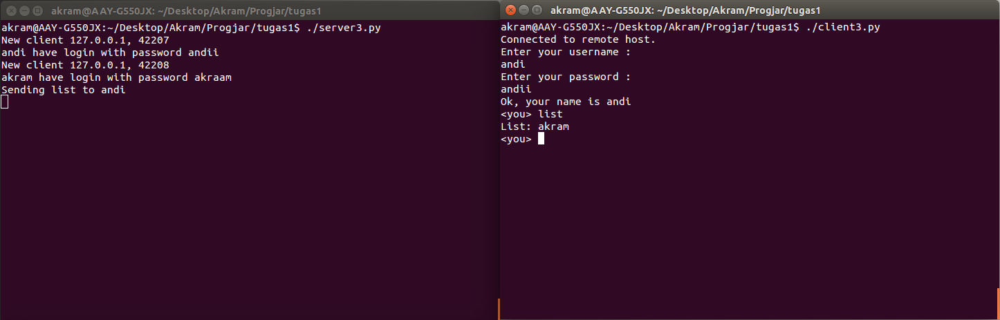 akram@AAY-G550JX: ~/Desktop/Akram/Progjar/tugas1
akram@AAY-G550JX:~/Desktop/Akram/Progjar/tugas1$ ./server3.py
New client 127.0.0.1, 42207
andi have login with password andii
New client 127.0.0.1, 42208
akram have login with password akraam
Sending list to andi
akram@AAY-G550JX: ~/Desktop/Akram/Progjar/tugas1
akram@AAY-G550JX:~/Desktop/Akram/Progjar/tugas1$ ./client3.py
Connected to remote host.
Enter your username :
andi
Enter your password :
andii
Ok, your name is andi
<you> list
List: akram
<you>